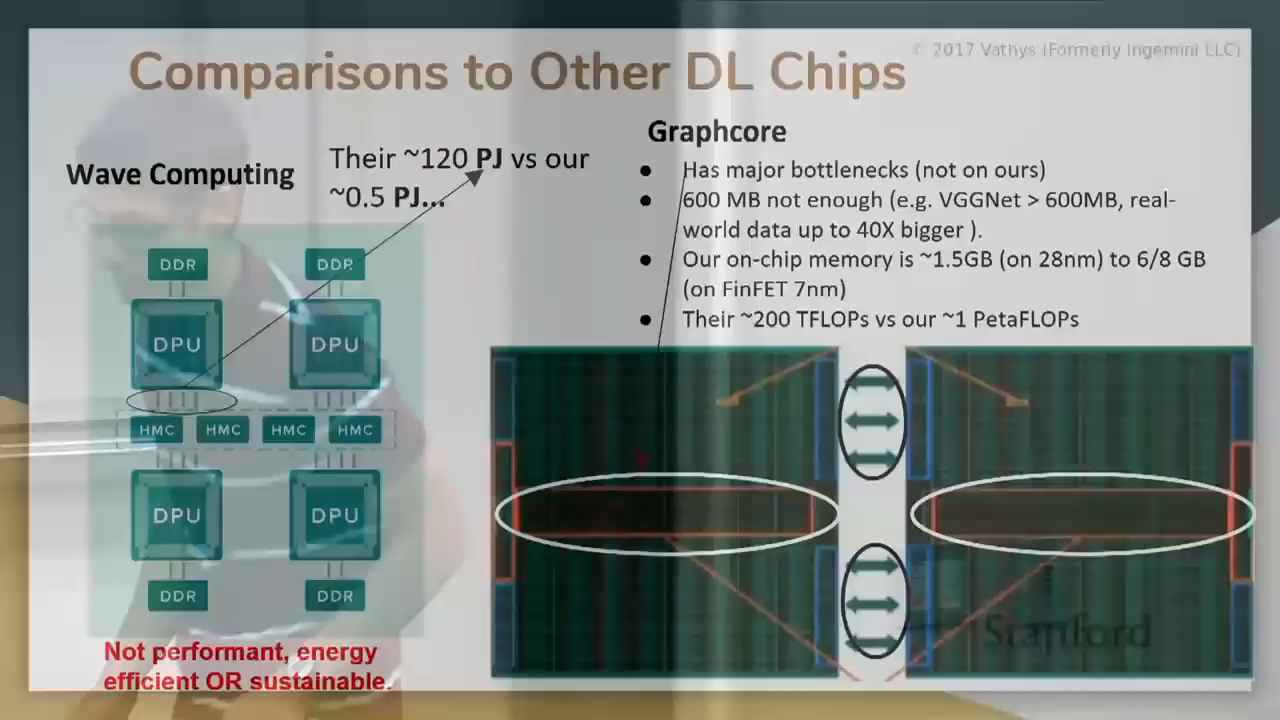 © 2017 Vathys (Formerly Ingemini LLC)
Comparisons to Other DL Chips
Wave Computing
Their ~120 PJ vs our
~0.5 PJ...
DDR
DDR
DPU
DPU
HMC
HMC
HMC
HMC
DPU
DPU
DDR
DDR
Not performant, energy
efficient OR sustainable.
Graphcore
● Has major bottlenecks (not on ours)
● 600 MB not enough (e.g. VGGNet > 600MB, real-
world data up to 40X bigger ).
● Our on-chip memory is ~1.5GB (on 28nm) to 6/8 GB
(on FinFET 7nm)
● Their ~200 TFLOPs vs our ~1 PetaFLOPs
Stanford